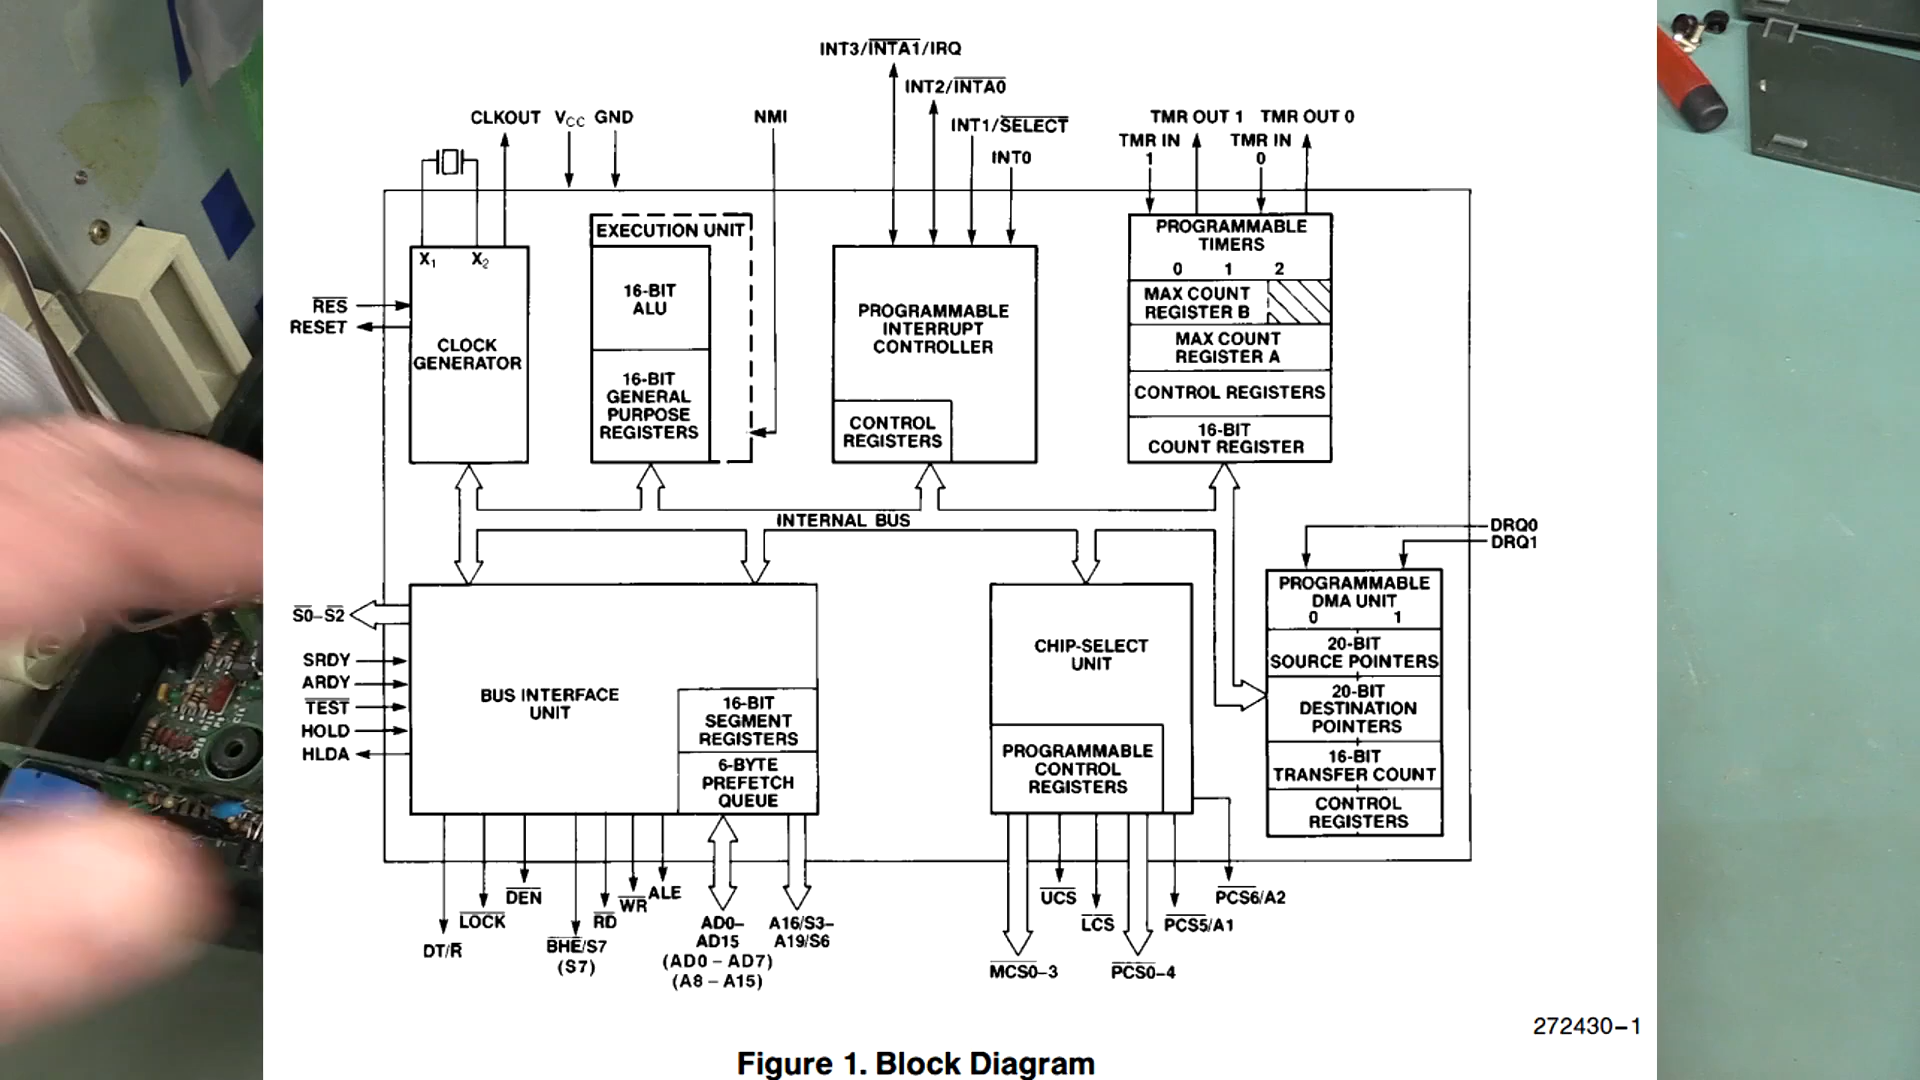 INT3/INTA1/IRQ
INT2/INTA0
INT1/SELECT
INT0
CLKOUT
VCC
GND
NMI
TMR OUT 1
TMR OUT 0
TMR IN
1
TMR IN
0
X1
X2
RES
RESET
CLOCK
GENERATOR
EXECUTION UNIT
16-BIT
ALU
16-BIT
GENERAL
PURPOSE
REGISTERS
PROGRAMMABLE
INTERRUPT
CONTROLLER
CONTROL
REGISTERS
PROGRAMMABLE
TIMERS
0 1 2
MAX COUNT
REGISTER B
MAX COUNT
REGISTER A
CONTROL REGISTERS
16-BIT
COUNT REGISTER
INTERNAL BUS
DRQ0
DRQ1
S0–S2
SRDY
ARDY
TEST
HOLD
HLDA
BUS INTERFACE
UNIT
16-BIT
SEGMENT
REGISTERS
6-BYTE
PREFETCH
QUEUE
CHIP-SELECT
UNIT
PROGRAMMABLE
CONTROL
REGISTERS
PROGRAMMABLE
DMA UNIT
0 1
20-BIT
SOURCE POINTERS
20-BIT
DESTINATION
POINTERS
16-BIT
TRANSFER COUNT
CONTROL
REGISTERS
DT/R
LOCK
DEN
BHE/S7
(S7)
RD
WR
ALE
AD0–
AD15
(AD0 – AD7)
(A8 – A15)
A16/S3–
A19/S6
MCS0–3
UCS
LCS
PCS0–4
PCS5/A1
PCS6/A2
272430–1
Figure 1. Block Diagram